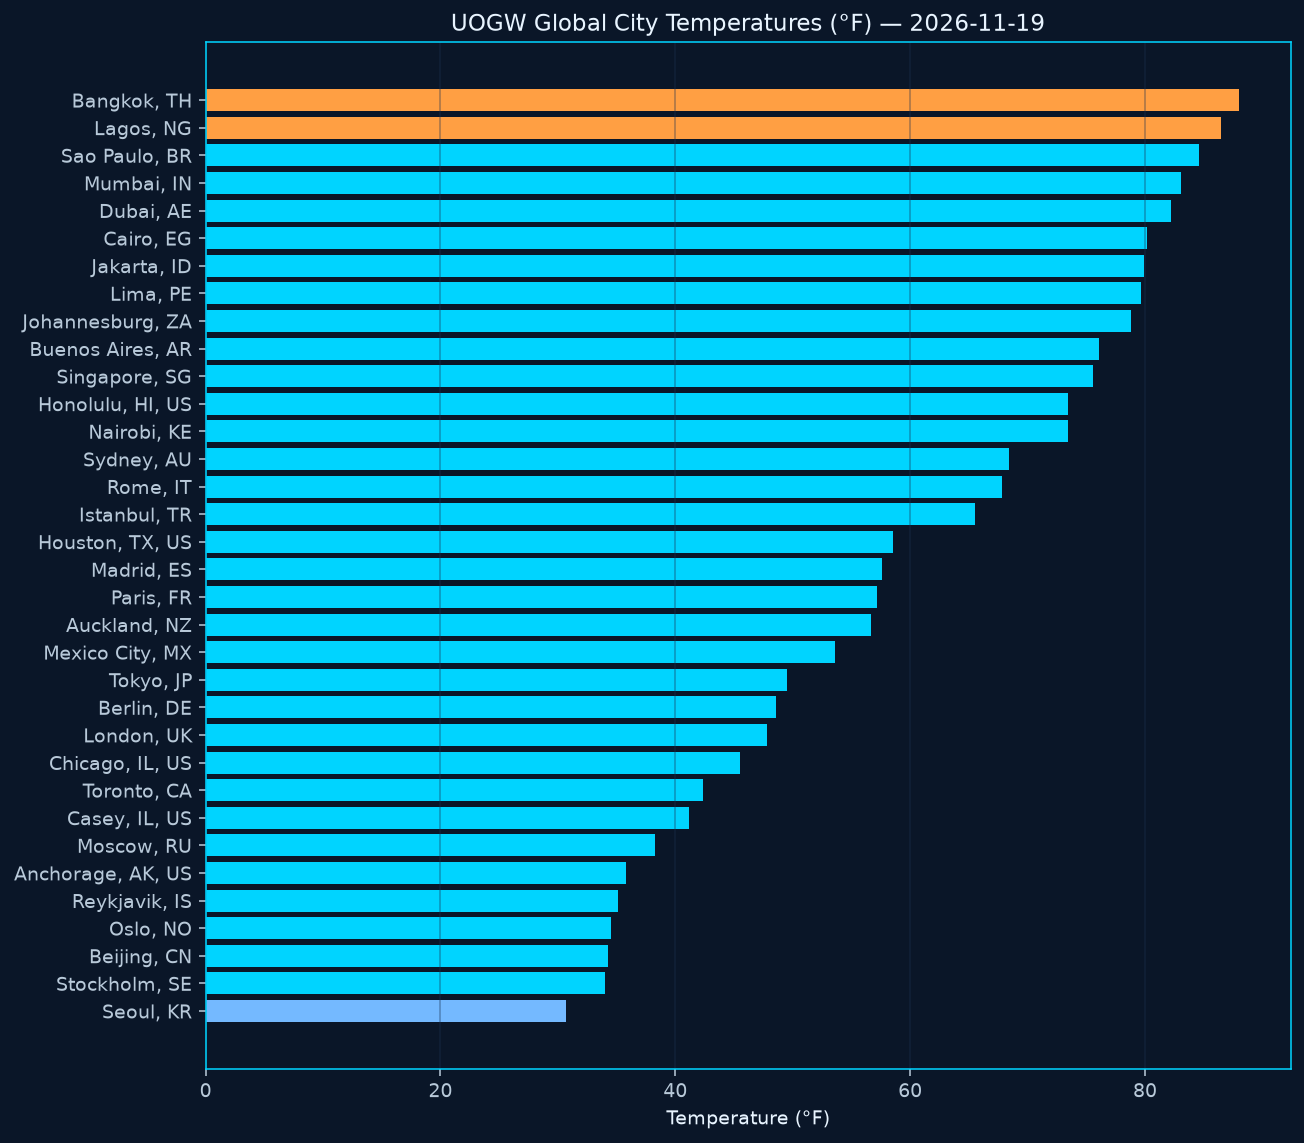 UOGW Global City Temperatures (°F) — 2026-11-19
Bangkok, TH
Lagos, NG
Sao Paulo, BR
Mumbai, IN
Dubai, AE
Cairo, EG
Jakarta, ID
Lima, PE
Johannesburg, ZA
Buenos Aires, AR
Singapore, SG
Honolulu, HI, US
Nairobi, KE
Sydney, AU
Rome, IT
Istanbul, TR
Houston, TX, US
Madrid, ES
Paris, FR
Auckland, NZ
Mexico City, MX
Tokyo, JP
Berlin, DE
London, UK
Chicago, IL, US
Toronto, CA
Casey, IL, US
Moscow, RU
Anchorage, AK, US
Reykjavik, IS
Oslo, NO
Beijing, CN
Stockholm, SE
Seoul, KR
0 20 40 60 80
Temperature (°F)